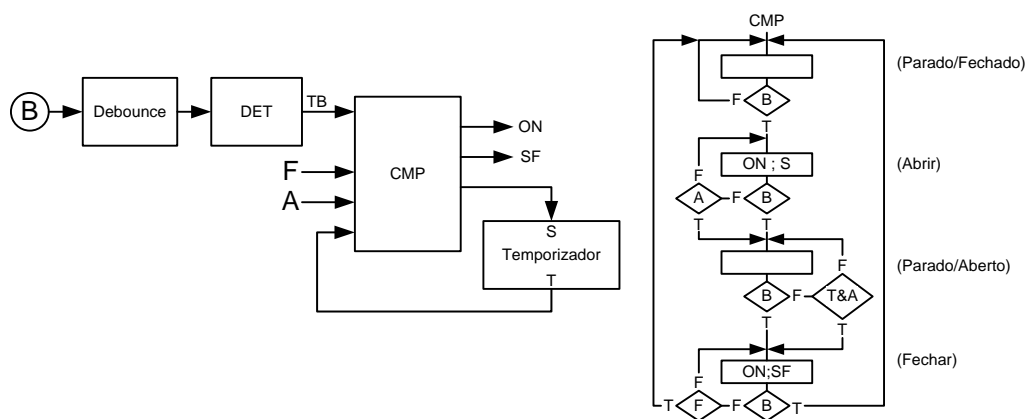 B
Debounce
DET
TB
F
A
CMP
ON
SF
S
Temporizador
T
CMP
(Parado/Fechado)
F
B
T
ON ; S
(Abrir)
F
A
F
B
T
T
(Parado/Aberto)
F
B
F
T&A
T
T
(Fechar)
ON;SF
F
T
F
F
B
T